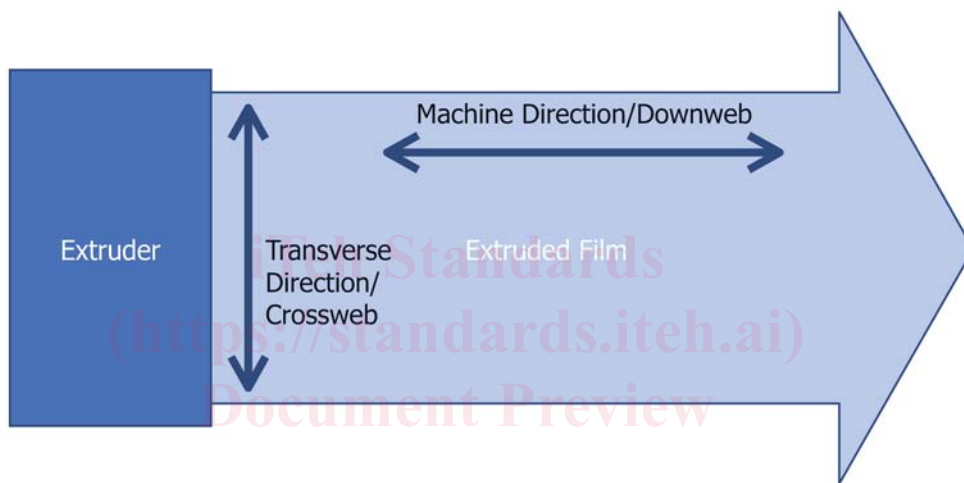 Machine Direction/Downweb
Extruder
Transverse
Direction/
Crossweb
Extruded Film
iTeh Standards
(https://standards.iteh.ai)
Document Preview